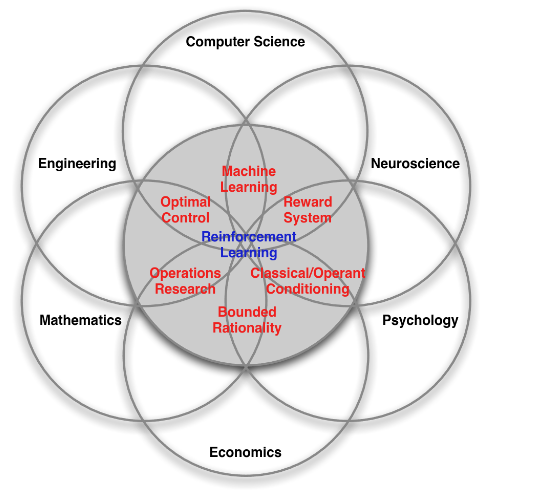 Computer Science
Engineering
Neuroscience
Machine
Learning
Optimal
Control
Reward
System
Reinforcement
Learning
Operations
Research
Classical/Operant
Conditioning
Bounded
Rationality
Mathematics
Psychology
Economics